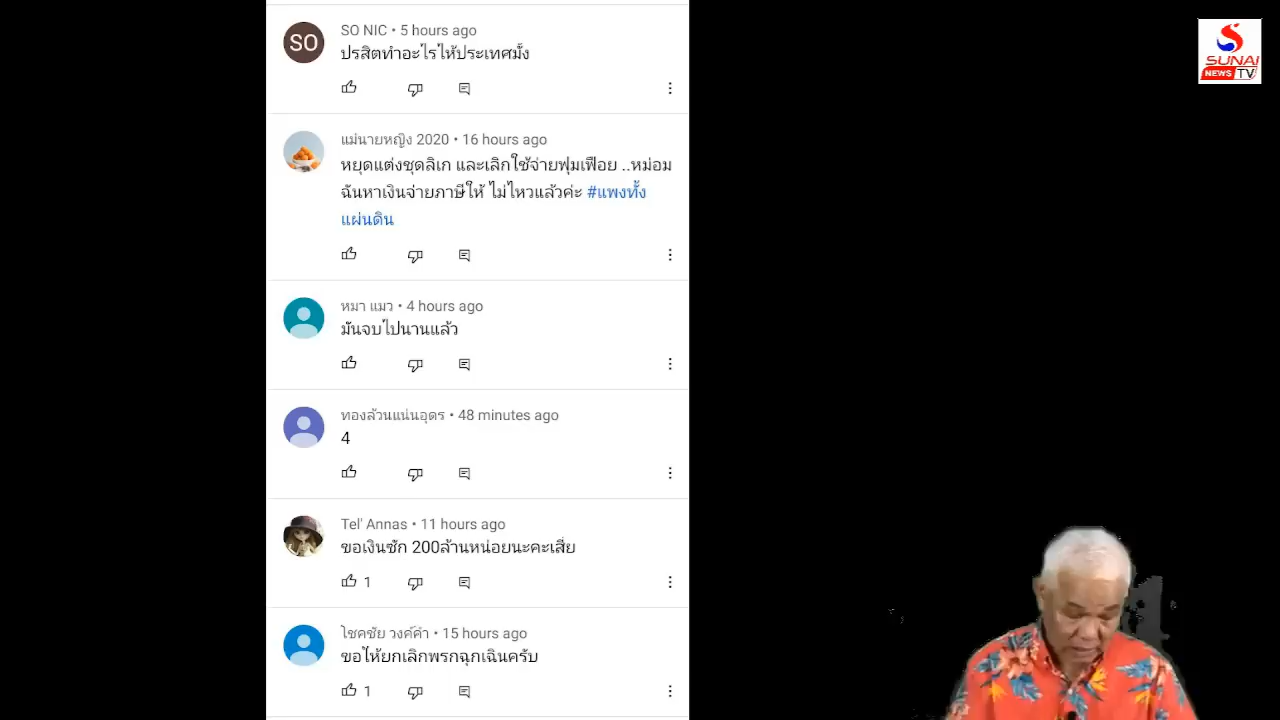 SO NIC • 5 hours ago
SO
ปรสิตทำอะไรให้ประเทศมั้ง
แม่นายหญิง 2020 • 16 hours ago
หยุดแต่งชุดลิเก และเลิกใช้จ่ายฟุ่มเฟือย ..หม่อม
ฉันหาเงินจ่ายภาษีให้ ไม่ไหวแล้วค่ะ #แพงทั้ง
แผ่นดิน
หมา แมว • 4 hours ago
มันจบไปนานแล้ว
ทองล้วนแน่นอุดร • 48 minutes ago
4
Tel' Annas • 11 hours ago
ขอเงินซัก 200ล้านหน่อยนะคะเสี่ย
1
โชคชัย วงค์คำ • 15 hours ago
ขอให้ยกเลิกพรกฉุกเฉินครับ
1
SUNAI
NEWS TV